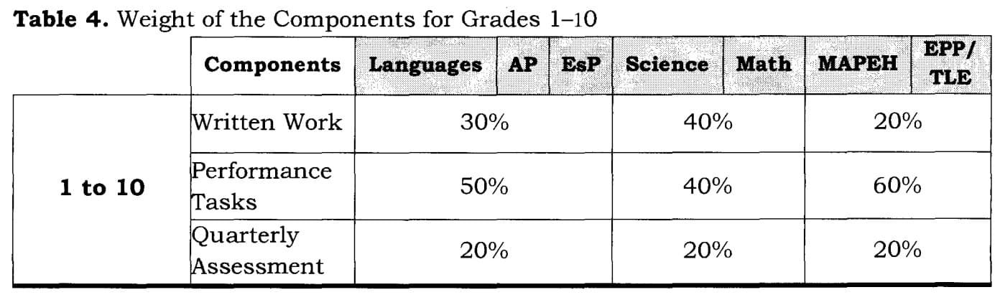 Table 4. Weight of the Components for Grades 1–10
Components Languages AP EsP Science Math MAPEH EPP/
TLE
Written Work 30% 40% 20%
1 to 10
Performance
Tasks 50% 40% 60%
Quarterly
Assessment 20% 20% 20%